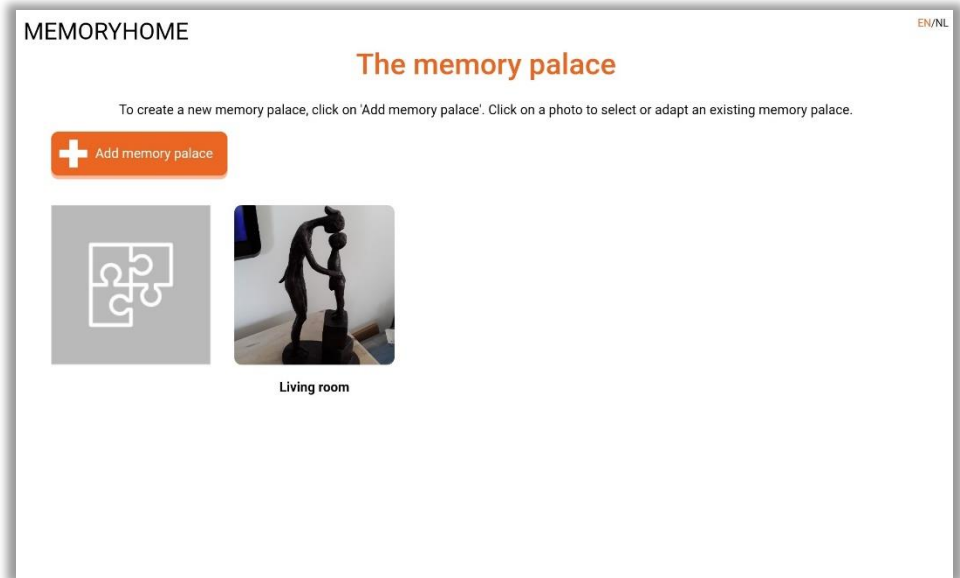 MEMORYHOME
EN/NL
The memory palace
To create a new memory palace, click on 'Add memory palace'. Click on a photo to select or adapt an existing memory palace.
Add memory palace
Living room